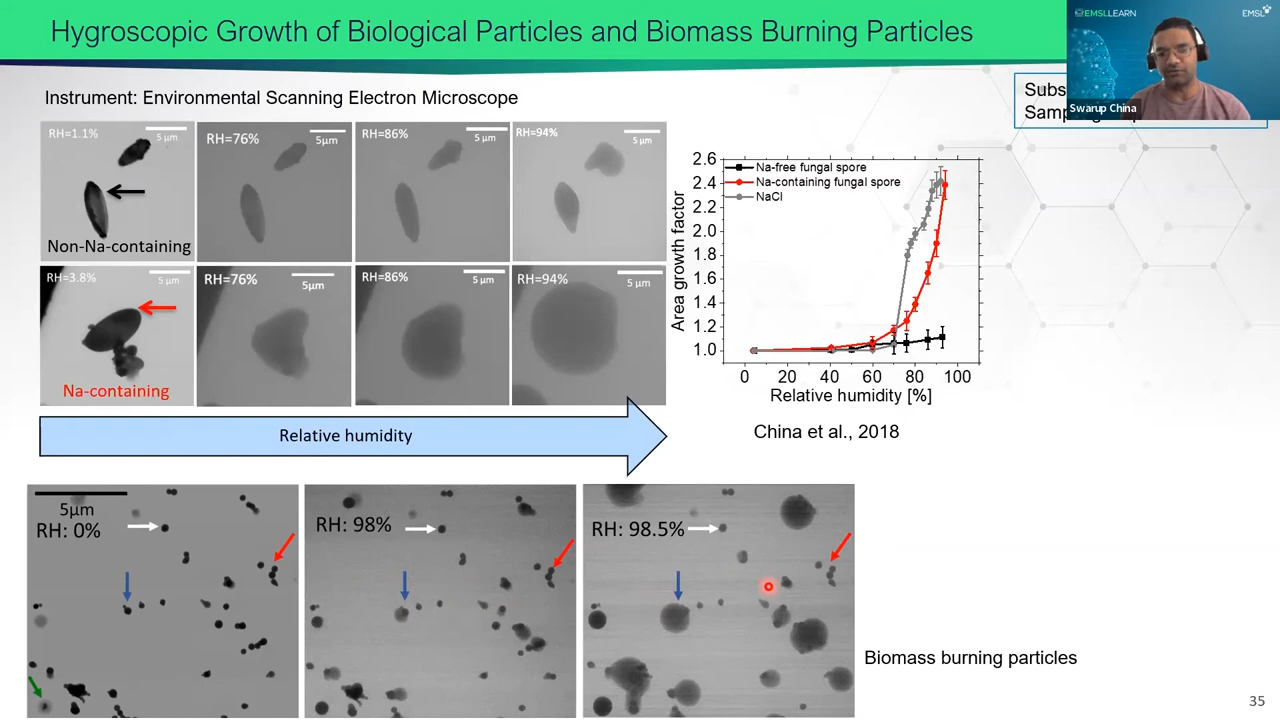 Hygroscopic Growth of Biological Particles and Biomass Burning Particles
EMSLLEARN
EMSL
Swarup China
Instrument: Environmental Scanning Electron Microscope
Subs
RH=1.1%
5 µm
RH=76%
5µm
RH=86%
5 µm
RH=94%
5 µm
Non-Na-containing
RH=3.8%
5 µm
RH=76%
5µm
RH=86%
5 µm
RH=94%
5 µm
Na-containing
Relative humidity
Area growth factor
2.6
2.4
2.2
2.0
1.8
1.6
1.4
1.2
1.0
Na-free fungal spore
Na-containing fungal spore
NaCl
0 20 40 60 80 100
Relative humidity [%]
China et al., 2018
5µm
RH: 0%
RH: 98%
RH: 98.5%
Biomass burning particles
35